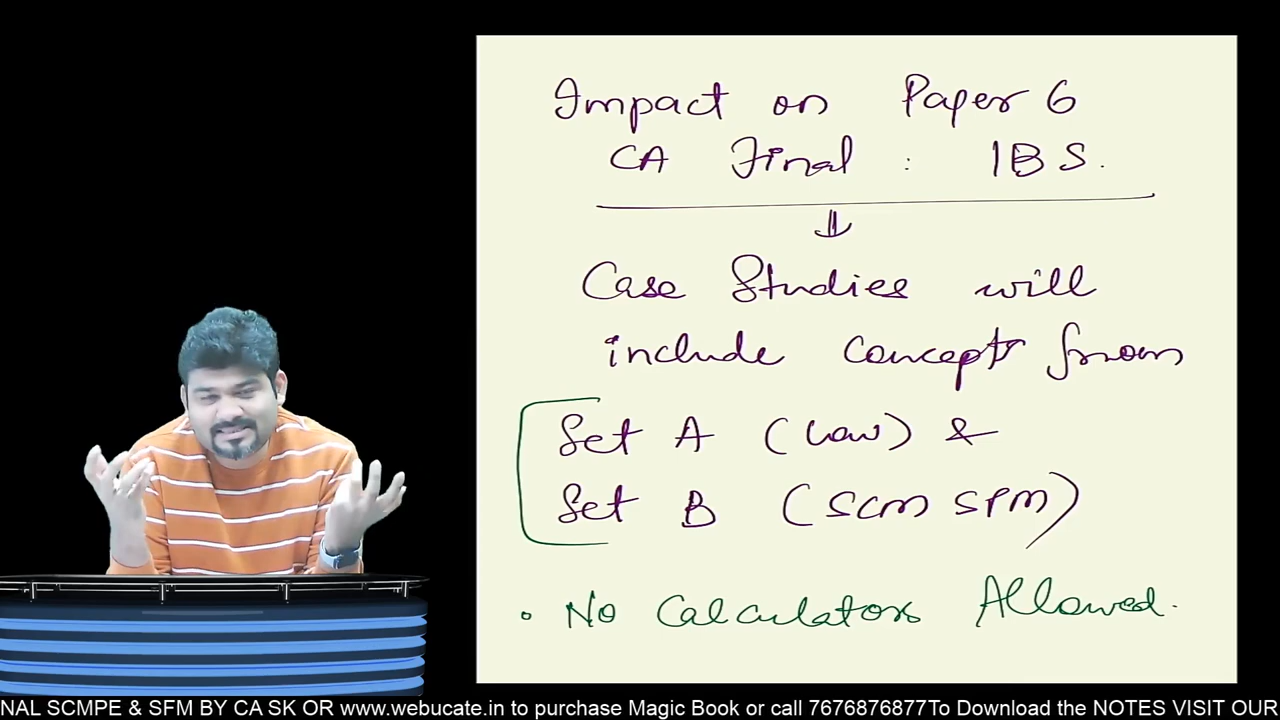 Impact on Paper 6
CA Final : IBS.
Case Studies will
include concepts from
Set A (Law) &
Set B (SCM SPM)
• No Calculators Allowed.
NAL SCMPE & SFM BY CA SK OR www.webucate.in to purchase Magic Book or call 7676876877To Download the NOTES VISIT OUR